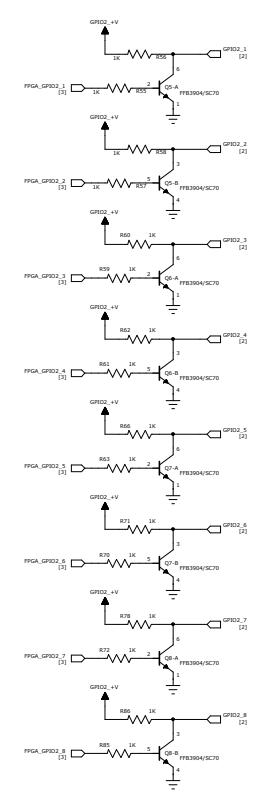 GPIO2_+V
1K R56
GPIO2_1
[2]
6
FPGA_GPIO2_1
[3]
1K R55
2 Q5-A
FFB3904/SC70
1
GPIO2_+V
1K R58
GPIO2_2
[2]
3
FPGA_GPIO2_2
[3]
1K R57
5 Q5-B
FFB3904/SC70
4
GPIO2_+V
R60 1K
GPIO2_3
[2]
6
FPGA_GPIO2_3
[3]
R59 1K
2 Q6-A
FFB3904/SC70
1
GPIO2_+V
R62 1K
GPIO2_4
[2]
3
FPGA_GPIO2_4
[3]
R61 1K
5 Q6-B
FFB3904/SC70
4
GPIO2_+V
R66 1K
GPIO2_5
[2]
6
FPGA_GPIO2_5
[3]
R63 1K
2 Q7-A
FFB3904/SC70
1
GPIO2_+V
R71 1K
GPIO2_6
[2]
3
FPGA_GPIO2_6
[3]
R70 1K
5 Q7-B
FFB3904/SC70
4
GPIO2_+V
R78 1K
GPIO2_7
[2]
6
FPGA_GPIO2_7
[3]
R72 1K
2 Q8-A
FFB3904/SC70
1
GPIO2_+V
R86 1K
GPIO2_8
[2]
3
FPGA_GPIO2_8
[3]
R85 1K
5 Q8-B
FFB3904/SC70
4